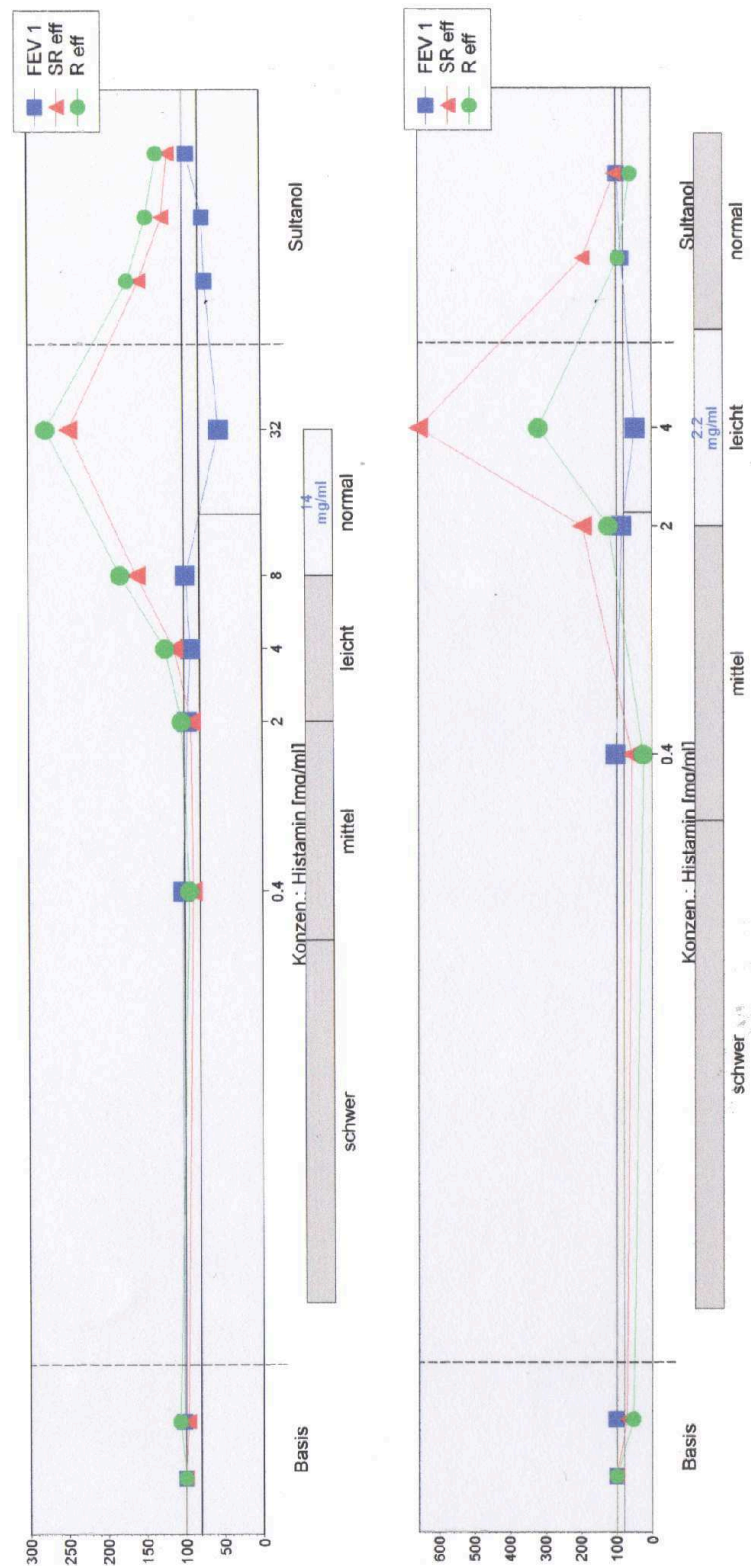 FEV 1
SR eff
R eff
300
250
200
150
100
50
0
0.4
2
4
8
32
Basis
Konzen.: Histamin [mg/ml]
Sultanol
14
mg/ml
schwer
mittel
leicht
normal
FEV 1
SR eff
R eff
600
500
400
300
200
100
0
0.4
2
4
Basis
Konzen.: Histamin [mg/ml]
Sultanol
2.2
mg/ml
schwer
mittel
leicht
normal